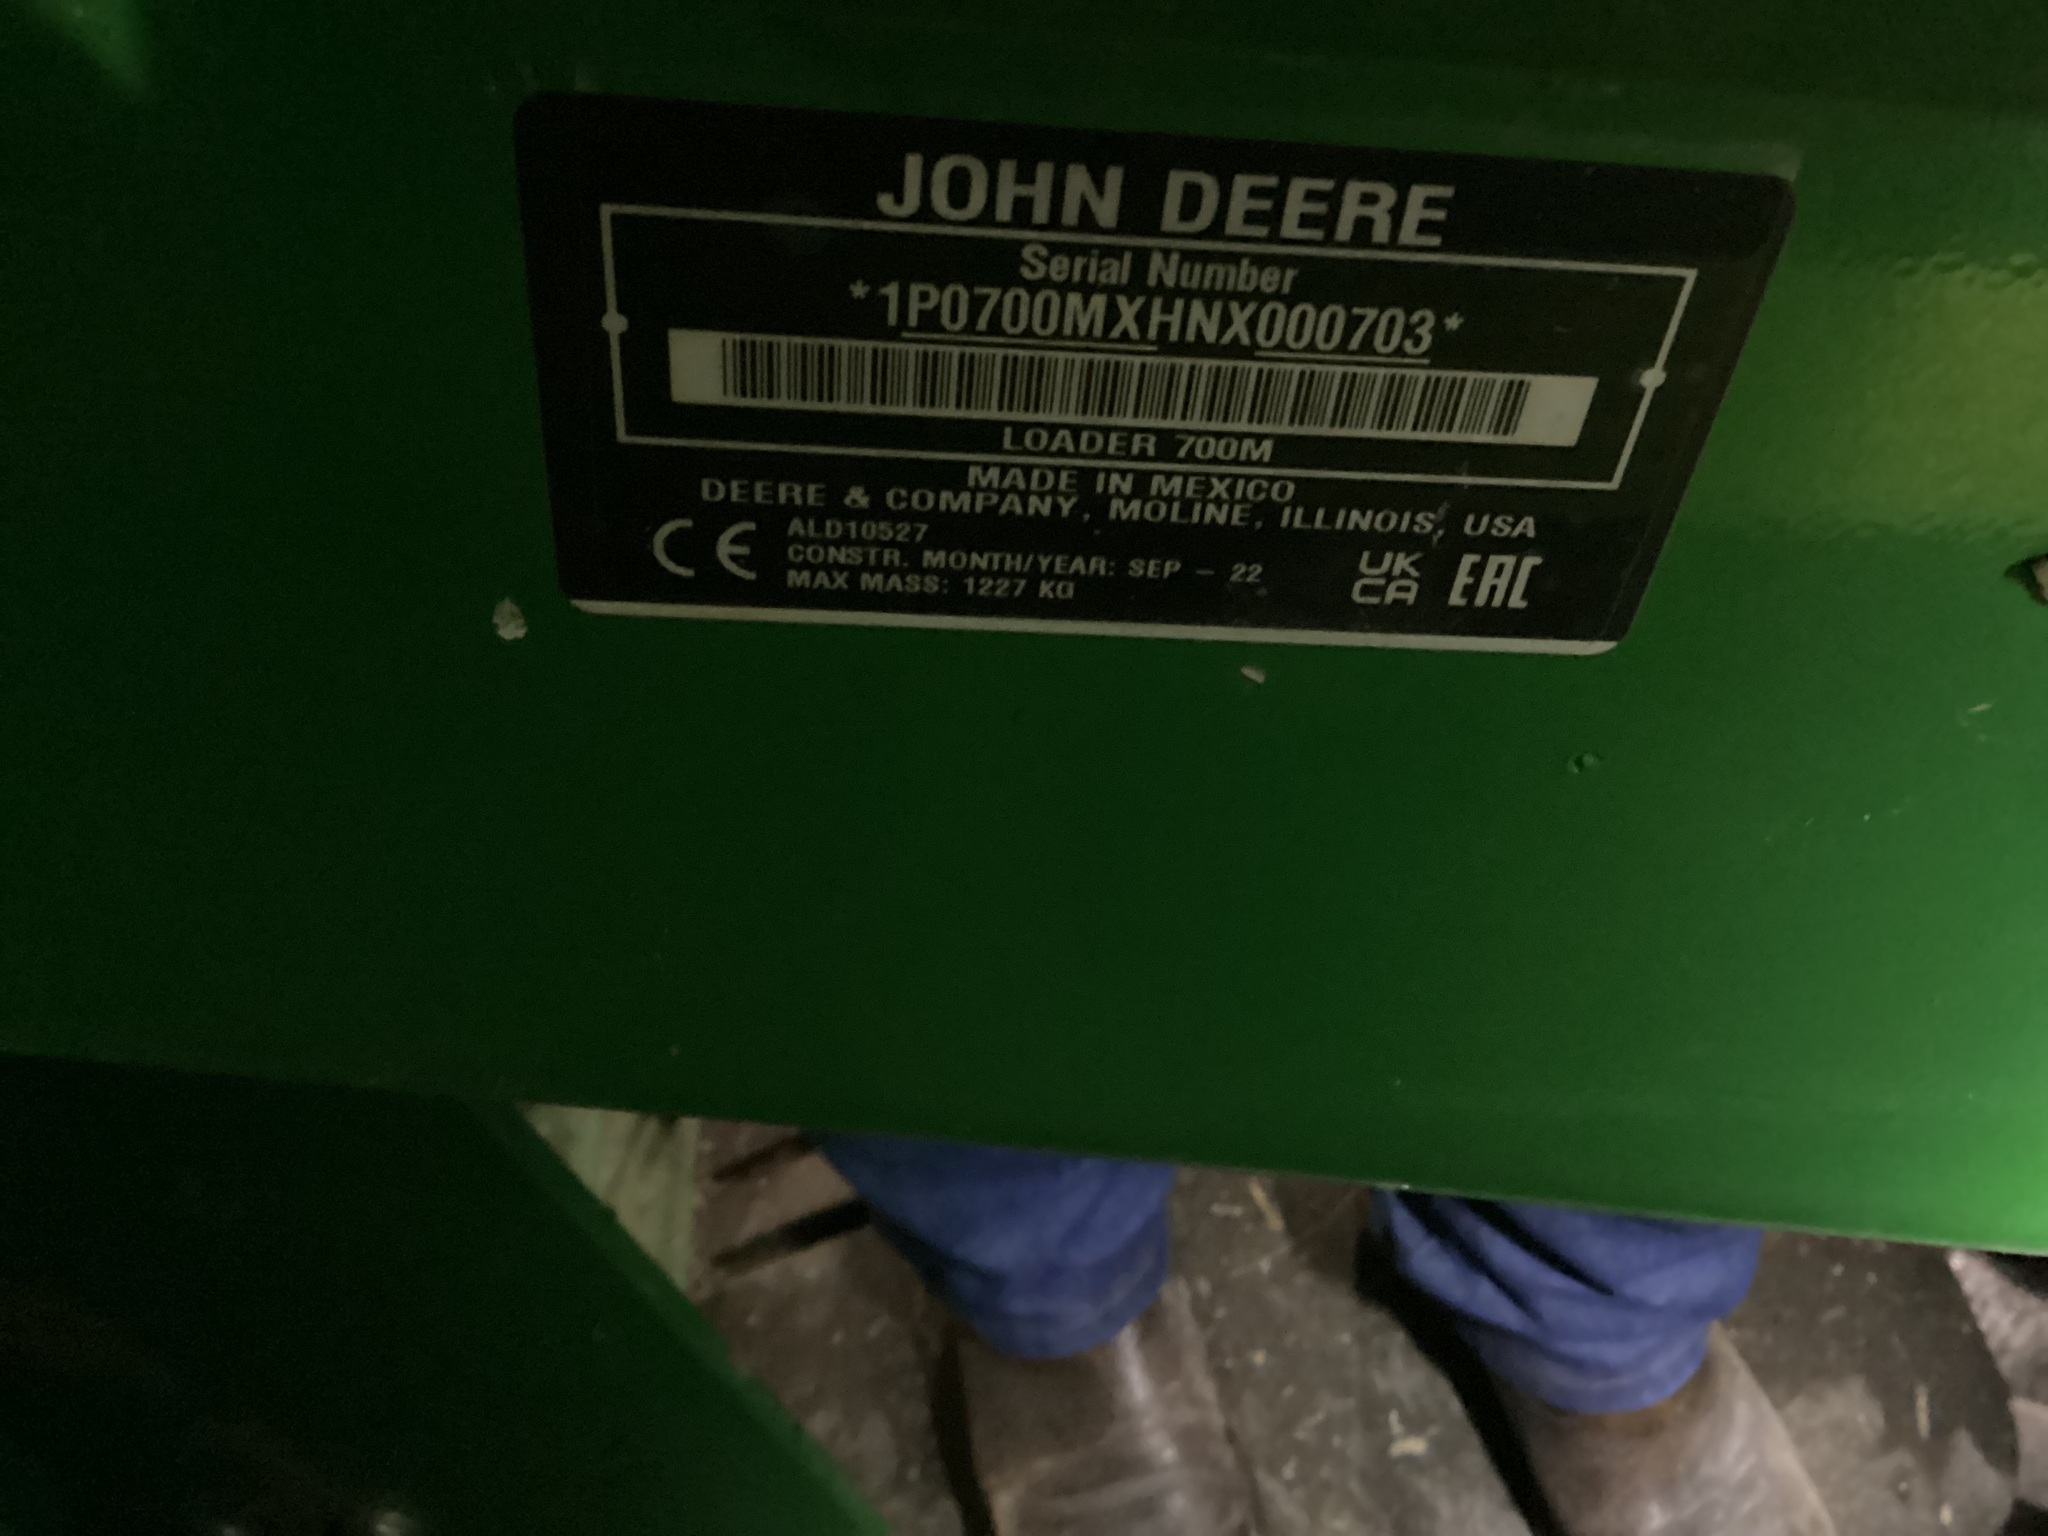 JOHN DEERE
Serial Number
*1P0700MXHNX000703*
LOADER 700M
MADE IN MEXICO
DEERE & COMPANY, MOLINE, ILLINOIS, USA
ALD10527
CONSTR. MONTH/YEAR: SEP - 22
MAX MASS: 1227 KG
CE
UK
CA
EAC